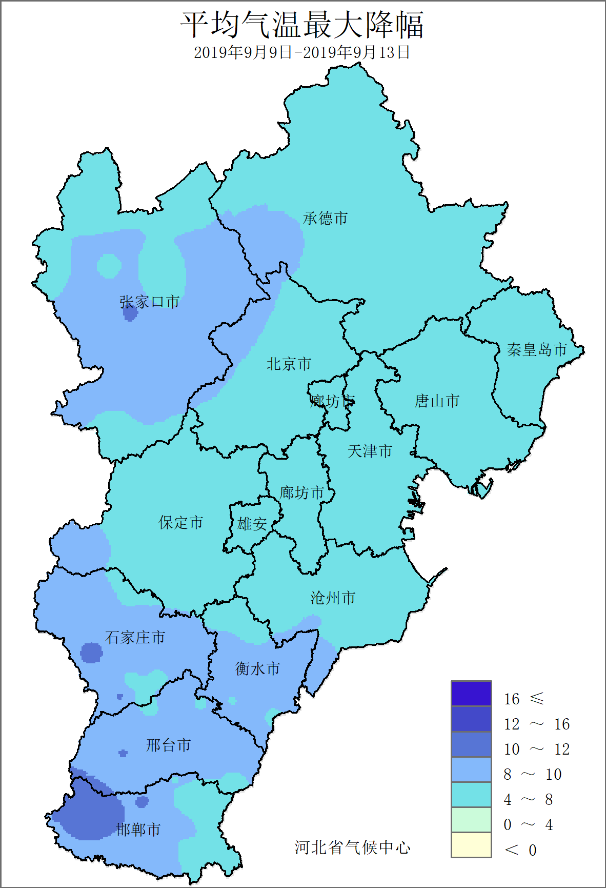 平均气温最大降幅
2019年9月9日-2019年9月13日
承德市
张家口市
秦皇岛市
北京市
廊坊市
唐山市
天津市
廊坊市
保定市
雄安
沧州市
石家庄市
衡水市
邢台市
邯郸市
16 ≤
12 ~ 16
10 ~ 12
8 ~ 10
4 ~ 8
0 ~ 4
< 0
河北省气候中心